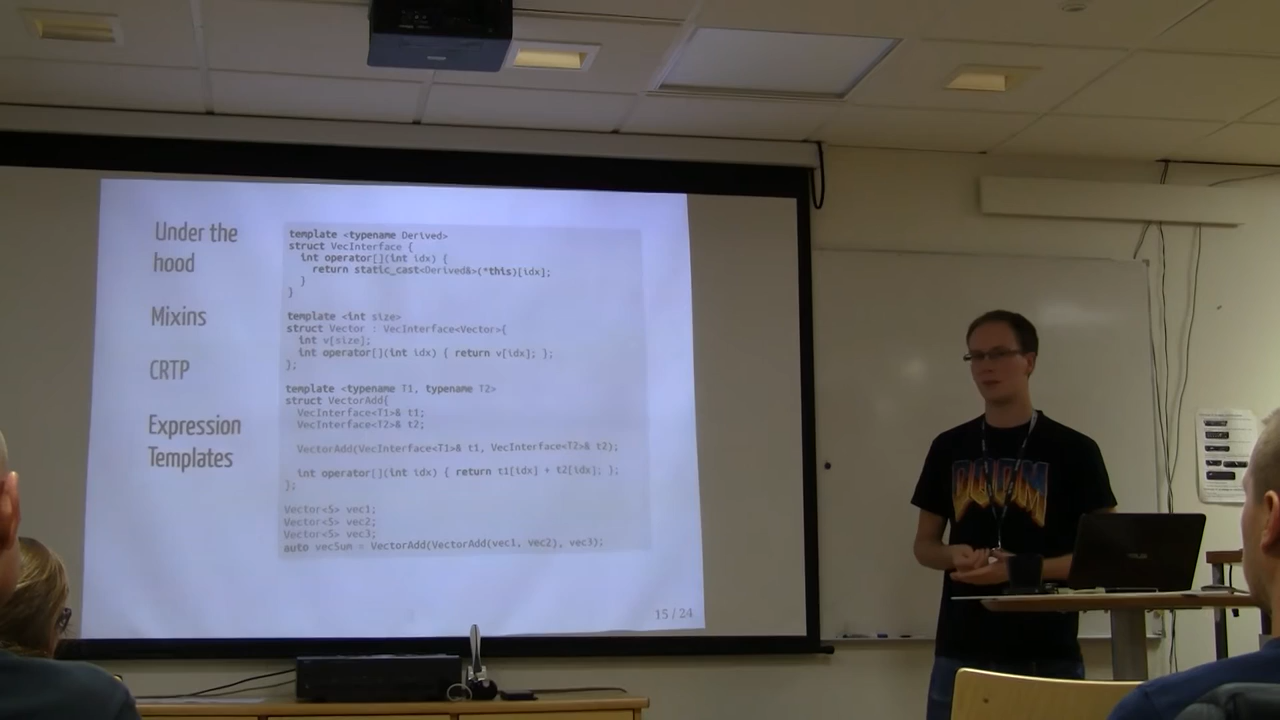 Under the
hood
Mixins
CRTP
Expression
Templates
template <typename Derived>
struct VecInterface {
int operator[](int idx) {
return static_cast<Derived&>(*this)[idx];
}
}
template <int size>
struct Vector : VecInterface<Vector>{
int v[size];
int operator[](int idx) { return v[idx]; };
};
template <typename T1, typename T2>
struct VectorAdd{
VecInterface<T1>& t1;
VecInterface<T2>& t2;
VectorAdd(VecInterface<T1>& t1, VecInterface<T2>& t2);
int operator[](int idx) { return t1[idx] + t2[idx]; };
};
Vector<5> vec1;
Vector<5> vec2;
Vector<5> vec3;
auto vecSum = VectorAdd(VectorAdd(vec1, vec2), vec3);
15 / 24
DOOM
ASUS